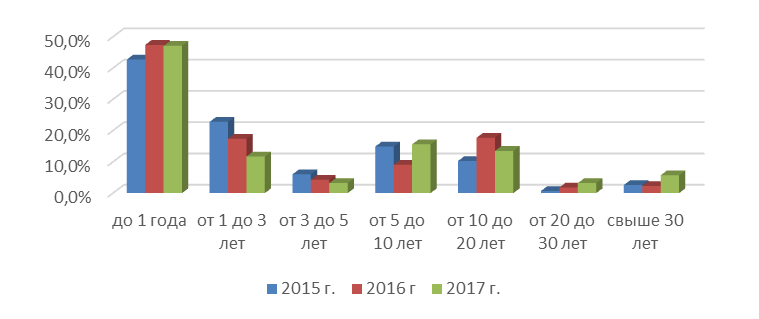 50,0%
40,0%
30,0%
20,0%
10,0%
0,0%
до 1 года от 1 до 3 от 3 до 5 от 5 до от 10 до от 20 до свыше 30
лет лет 10 лет 20 лет 30 лет лет
2015 г. 2016 г 2017 г.